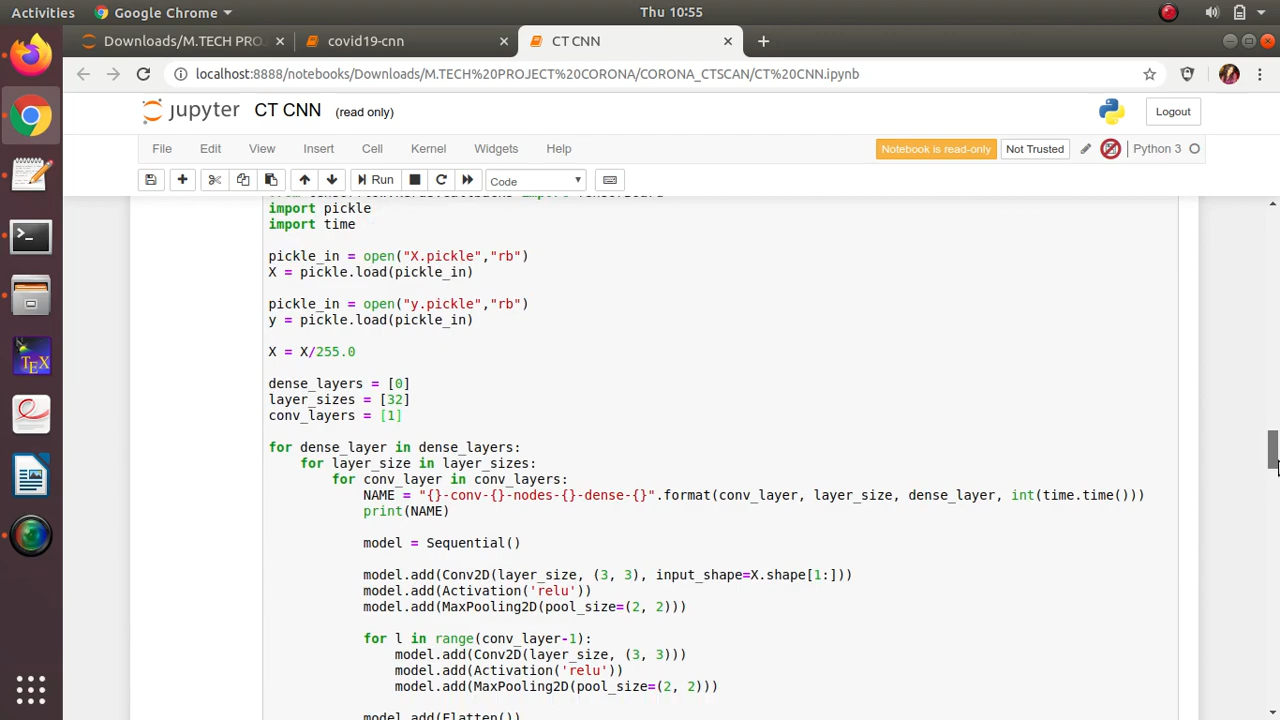 Activities
Google Chrome
Thu 10:55
Downloads/M.TECH PRO
covid19-cnn
CT CNN
localhost:8888/notebooks/Downloads/M.TECH%20PROJECT%20CORONA/CORONA_CTSCAN/CT%20CNN.ipynb
jupyter CT CNN (read only)
Logout
File Edit View Insert Cell Kernel Widgets Help
Notebook is read-only
Not Trusted
Python 3
Run
Code
import pickle
import time
pickle_in = open("X.pickle","rb")
X = pickle.load(pickle_in)
pickle_in = open("y.pickle","rb")
y = pickle.load(pickle_in)
X = X/255.0
dense_layers = [0]
layer_sizes = [32]
conv_layers = [1]
for dense_layer in dense_layers:
for layer_size in layer_sizes:
for conv_layer in conv_layers:
NAME = "{}-conv-{}-nodes-{}-dense-{}".format(conv_layer, layer_size, dense_layer, int(time.time()))
print(NAME)
model = Sequential()
model.add(Conv2D(layer_size, (3, 3), input_shape=X.shape[1:]))
model.add(Activation('relu'))
model.add(MaxPooling2D(pool_size=(2, 2)))
for l in range(conv_layer-1):
model.add(Conv2D(layer_size, (3, 3)))
model.add(Activation('relu'))
model.add(MaxPooling2D(pool_size=(2, 2)))
model.add(Flatten())